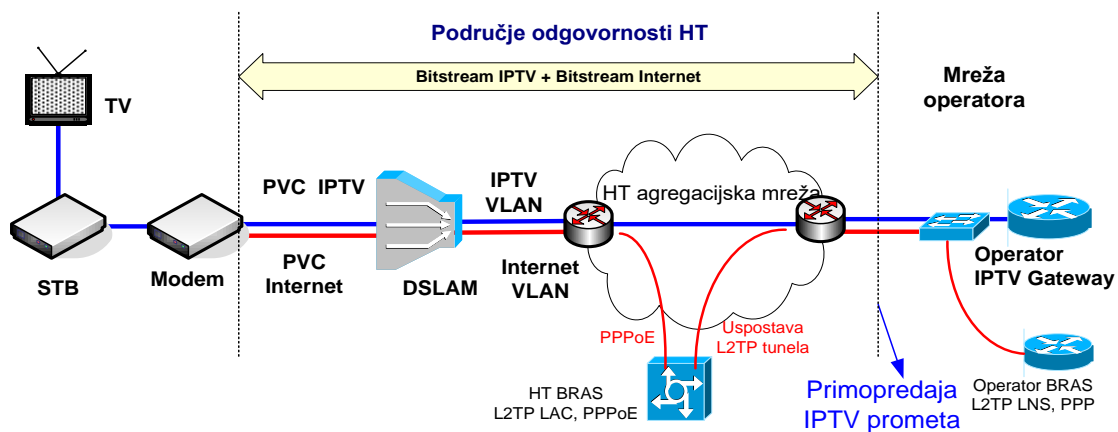 Područje odgovornosti HT
Bitstream IPTV + Bitstream Internet
Mreža
operatora
TV
PVC IPTV
IPTV
VLAN
HT agregacijska mreža
STB
Modem
PVC
Internet
DSLAM
Internet
VLAN
Operator
IPTV Gateway
PPPoE
Uspostava
L2TP tunela
HT BRAS
L2TP LAC, PPPoE
Primopredaja
IPTV prometa
Operator BRAS
L2TP LNS, PPP